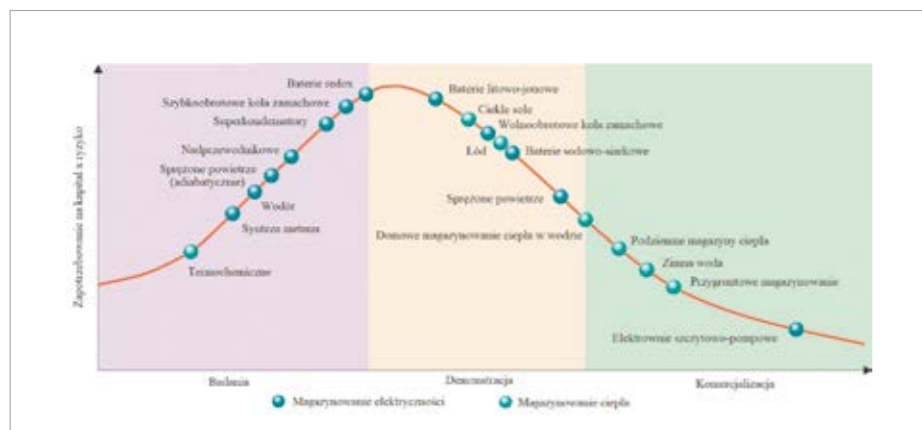 Zapotrzebowanie na kapitał x ryzyko
Baterie redox
Szybkoobrotowe koła zamachowe
Superkondensatory
Nadprzewodnikowe
Sprężone powietrze
(adiabatyczne)
Wodór
Synteza metanu
Termochemiczne
Baterie litowo-jonowe
Ciekłe sole
Wolnoobrotowe koła zamachowe
Lód
Baterie sodowo-siarkowe
Sprężone powietrze
Domowe magazynowanie ciepła w wodzie
Podziemne magazyny ciepła
Zimna woda
Przygruntowe magazynowanie
Elektrownie szczytowo-pompowe
Badania
Demonstracja
Komercjalizacja
Magazynowanie elektryczności
Magazynowanie ciepła